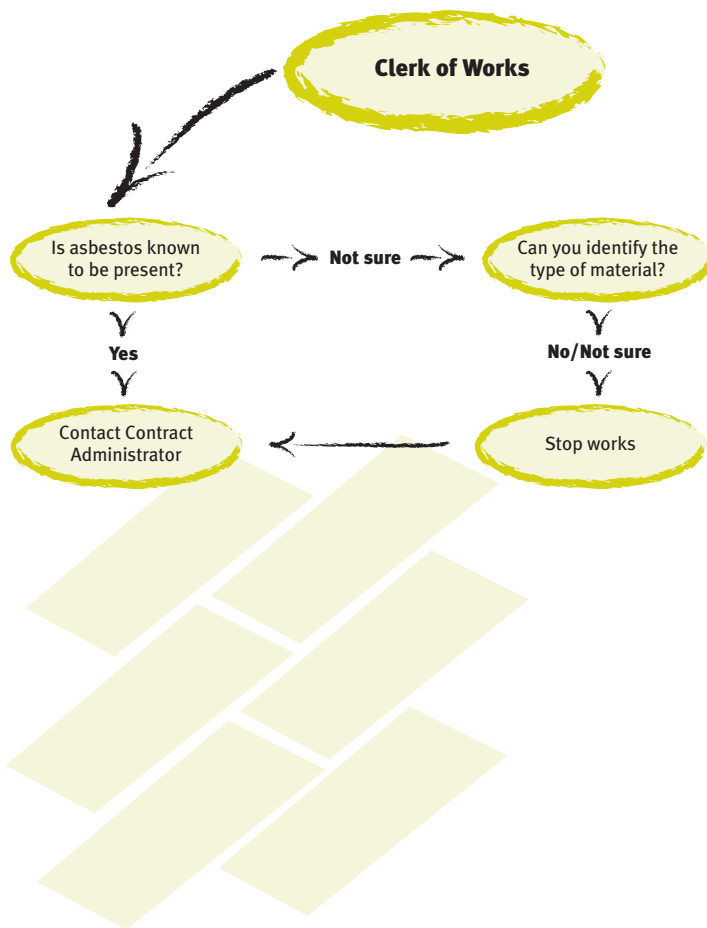 Clerk of Works
Is asbestos known
to be present?
Not sure
Can you identify the
type of material?
Yes
No/Not sure
Contact Contract
Administrator
Stop works